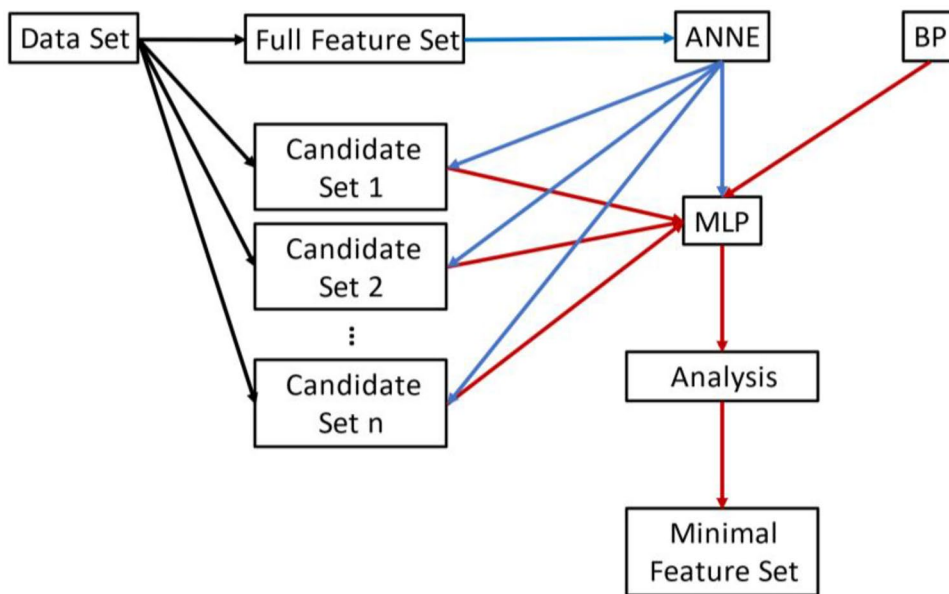 Data Set
Full Feature Set
ANNE
BP
Candidate
Set 1
MLP
Candidate
Set 2
...
Candidate
Set n
Analysis
Minimal
Feature Set